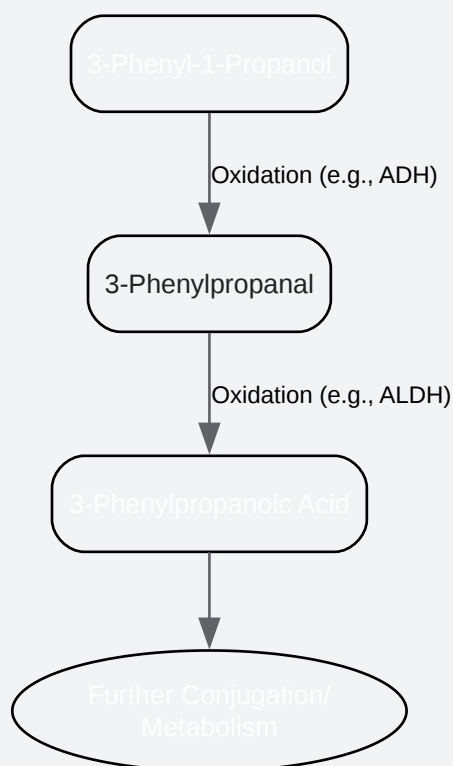 3-Phenyl-1-Propanol
Oxidation (e.g., ADH)
3-Phenylpropanal
Oxidation (e.g., ALDH)
3-Phenylpropanoic Acid
Further Conjugation/
Metabolism